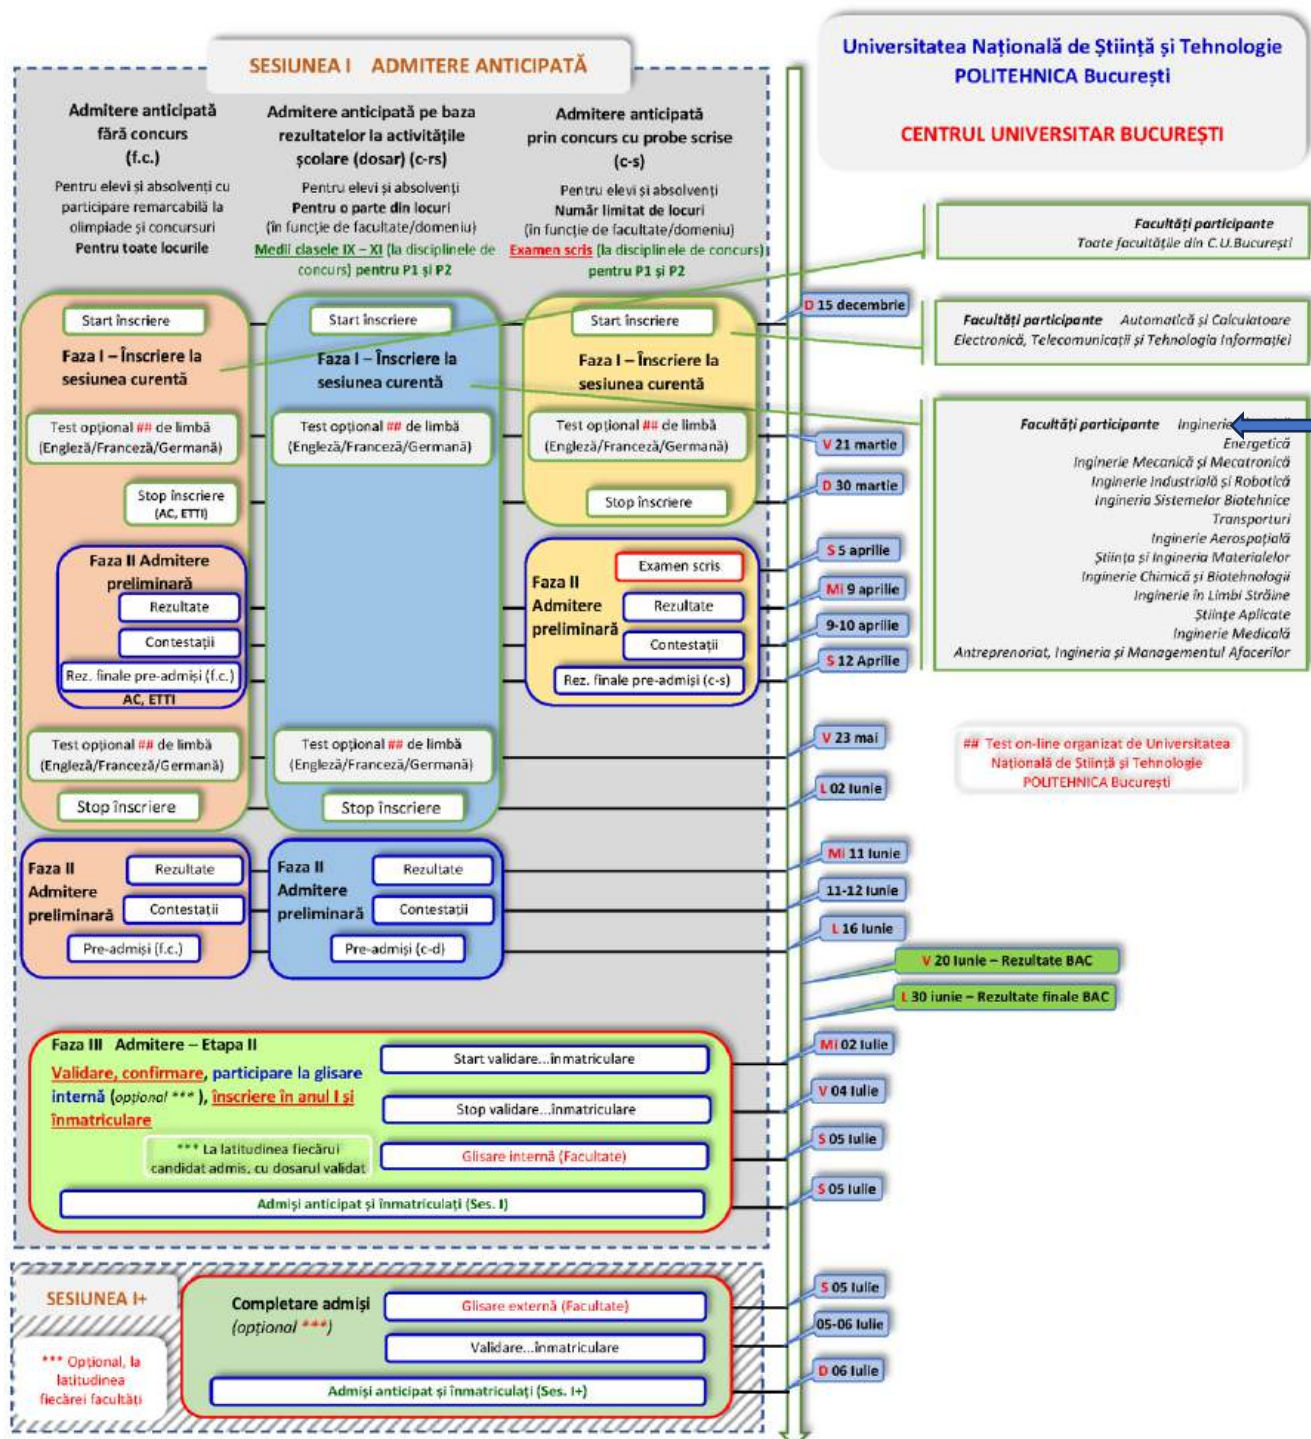 SESIUNEA I ADMITERE ANTICIPATĂ
Universitatea Națională de Știință și Tehnologie
POLITEHNICA București
CENTRUL UNIVERSITAR BUCUREȘTI
Admitere anticipată
fără concurs
(f.c.)
Pentru elevi și absolvenți cu
participare remarcabilă la
olimpiade și concursuri
Pentru toate locurile
Admitere anticipată pe baza
rezultatelor la activitățile
școlare (dosar) (c-rs)
Pentru elevi și absolvenți
Pentru o parte din locuri
(în funcție de facultate/domeniu)
Medii clasele IX – XI (la disciplinele de
concurs) pentru P1 și P2
Admitere anticipată
prin concurs cu probe scrise
(c-s)
Pentru elevi și absolvenți
Număr limitat de locuri
(în funcție de facultate/domeniu)
Examen scris (la disciplinele de concurs)
pentru P1 și P2
Facultăți participante
Toate facultățile din C.U.București
Facultăți participante Automatică și Calculatoare
Electronică, Telecomunicații și Tehnologia Informației
Facultăți participante Inginerie
Energetică
Inginerie Mecanică și Mecatronică
Inginerie Industrială și Robotică
Ingineria Sistemelor Biotehnice
Transporturi
Inginerie Aerospațială
Știința și Ingineria Materialelor
Inginerie Chimică și Biotehnologii
Inginerie în Limbi Străine
Științe Aplicate
Inginerie Medicală
Antreprenoriat, Ingineria și Managementul Afacerilor
## Test on-line organizat de Universitatea
Națională de Știință și Tehnologie
POLITEHNICA București
Start înscriere
Faza I – Înscriere la
sesiunea curentă
Test opțional ## de limbă
(Engleză/Franceză/Germană)
Stop înscriere
(AC, ETTI)
Faza II Admitere
preliminară
Rezultate
Contestații
Rez. finale pre-admiși (f.c.)
AC, ETTI
Test opțional ## de limbă
(Engleză/Franceză/Germană)
Stop înscriere
Faza II
Admitere
preliminară
Rezultate
Contestații
Pre-admiși (f.c.)
Start înscriere
Faza I – Înscriere la
sesiunea curentă
Test opțional ## de limbă
(Engleză/Franceză/Germană)
Test opțional ## de limbă
(Engleză/Franceză/Germană)
Stop înscriere
Faza II
Admitere
preliminară
Rezultate
Contestații
Pre-admiși (c-d)
Start înscriere
Faza I – Înscriere la
sesiunea curentă
Test opțional ## de limbă
(Engleză/Franceză/Germană)
Stop înscriere
Faza II
Admitere
preliminară
Examen scris
Rezultate
Contestații
Rez. finale pre-admiși (c-s)
D 15 decembrie
V 21 martie
D 30 martie
S 5 aprilie
Mi 9 aprilie
9-10 aprilie
S 12 Aprilie
V 23 mai
L 02 Iunie
Mi 11 Iunie
11-12 Iunie
L 16 Iunie
V 20 Iunie – Rezultate BAC
L 30 iunie – Rezultate finale BAC
Mi 02 Iulie
V 04 Iulie
S 05 Iulie
S 05 Iulie
S 05 Iulie
05-06 Iulie
D 06 Iulie
Faza III Admitere – Etapa II
Validare, confirmare, participare la glisare
internă (opțional *** ), înscriere în anul I și
înmatriculare
*** La latitudinea fiecărui
candidat admis, cu dosarul validat
Start validare...înmatriculare
Stop validare...înmatriculare
Glisare internă (Facultate)
Admiși anticipat și înmatriculați (Ses. I)
SESIUNEA I+
*** Opțional, la
latitudinea
fiecărei facultăți
Completare admiși
(opțional ***)
Glisare externă (Facultate)
Validare...înmatriculare
Admiși anticipat și înmatriculați (Ses. I+)